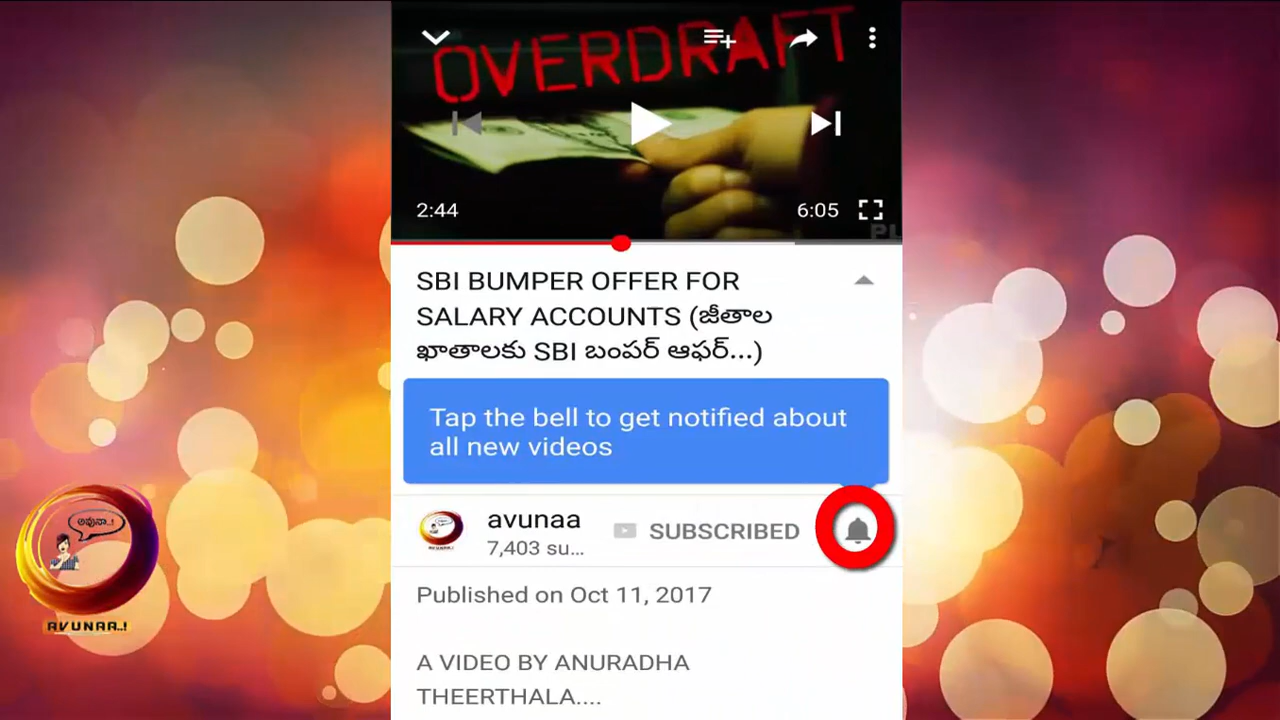 OVERDRAFT
2:44
6:05
PL
SBI BUMPER OFFER FOR
SALARY ACCOUNTS (జీతాల
ఖాతాలకు SBI బంపర్ ఆఫర్...)
Tap the bell to get notified about
all new videos
avunaa
SUBSCRIBED
7,403 su...
Published on Oct 11, 2017
A VIDEO BY ANURADHA
THEERTHALA....
అవునా..!
AVUNAA..!